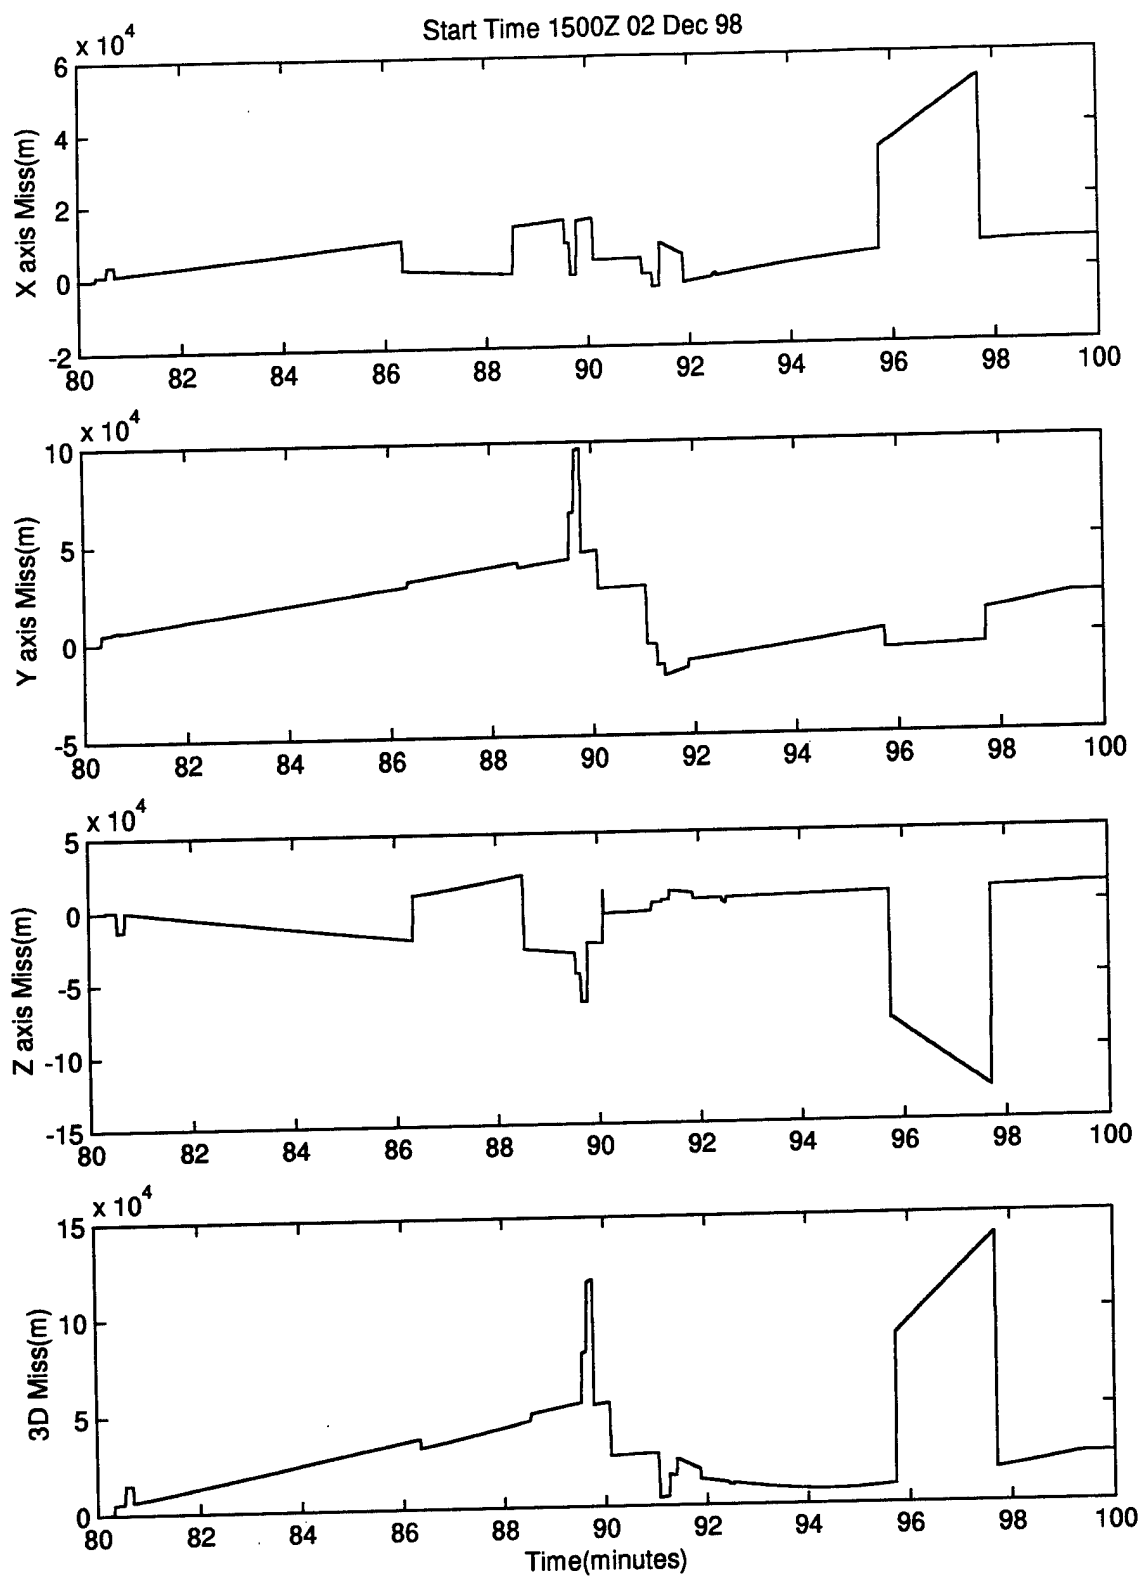 Start Time 1500Z 02 Dec 98
x 10^4
6
4
2
0
-2
X axis Miss(m)
80 82 84 86 88 90 92 94 96 98 100
x 10^4
10
5
0
-5
Y axis Miss(m)
80 82 84 86 88 90 92 94 96 98 100
x 10^4
5
0
-5
-10
-15
Z axis Miss(m)
80 82 84 86 88 90 92 94 96 98 100
x 10^4
15
10
5
0
3D Miss(m)
80 82 84 86 88 90 92 94 96 98 100
Time(minutes)